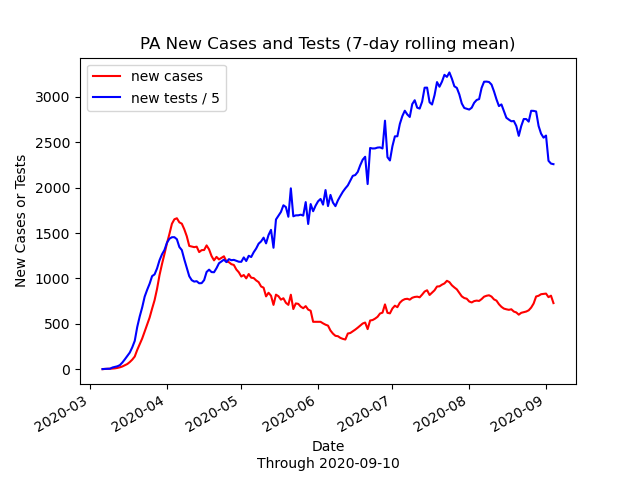 PA New Cases and Tests (7-day rolling mean)
new cases
new tests / 5
New Cases or Tests
3000
2500
2000
1500
1000
500
0
2020-03
2020-04
2020-05
2020-06
2020-07
2020-08
2020-09
Date
Through 2020-09-10